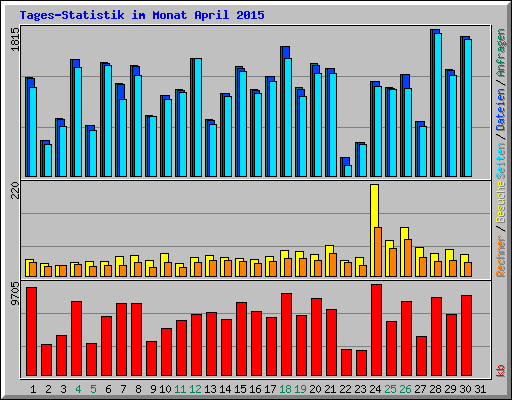 Tages-Statistik im Monat April 2015
1815
220
9705
Rechner / Besuche Seiten / Dateien / Anfragen
kb
1 2 3 4 5 6 7 8 9 10 11 12 13 14 15 16 17 18 19 20 21 22 23 24 25 26 27 28 29 30 31